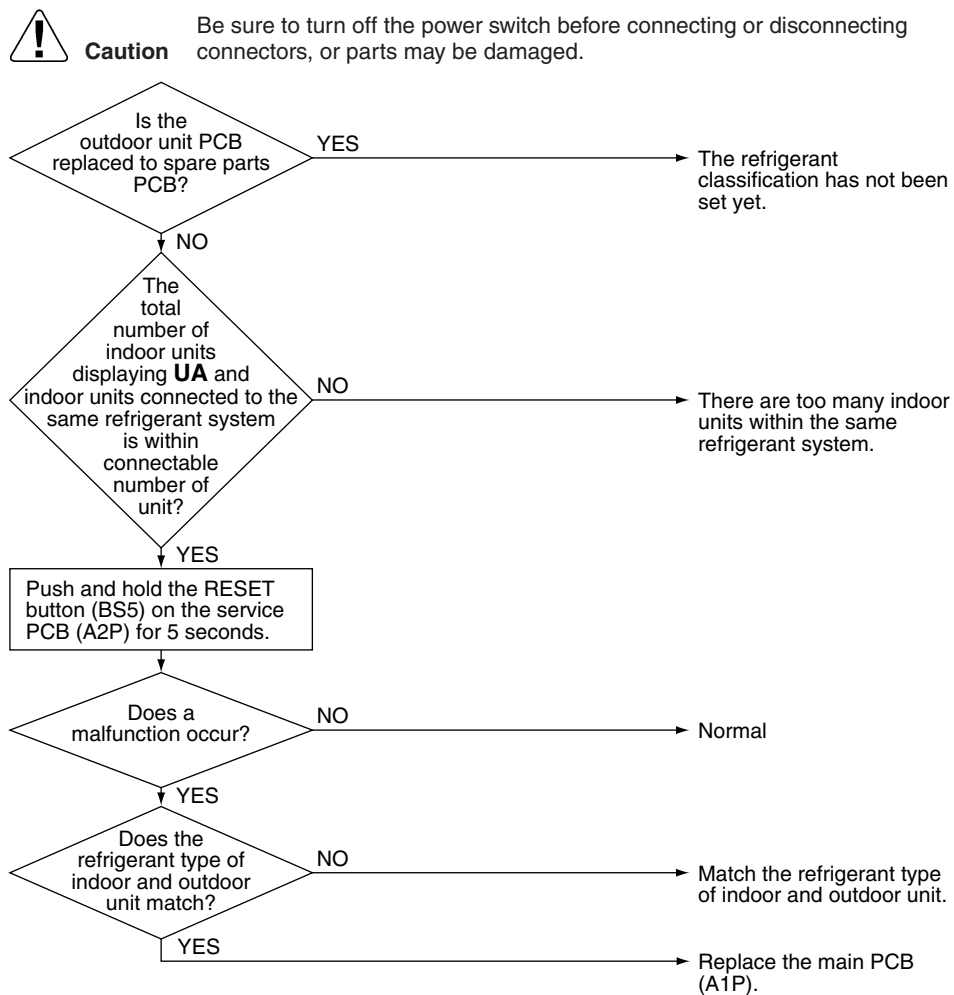 Caution
Be sure to turn off the power switch before connecting or disconnecting
connectors, or parts may be damaged.
Is the
outdoor unit PCB
replaced to spare parts
PCB?
YES
The refrigerant
classification has not been
set yet.
NO
The
total
number of
indoor units
displaying UA and
indoor units connected to the
same refrigerant system
is within
connectable
number of
unit?
NO
There are too many indoor
units within the same
refrigerant system.
YES
Push and hold the RESET
button (BS5) on the service
PCB (A2P) for 5 seconds.
Does a
malfunction occur?
NO
Normal
YES
Does the
refrigerant type of
indoor and outdoor
unit match?
NO
Match the refrigerant type
of indoor and outdoor unit.
YES
Replace the main PCB
(A1P).